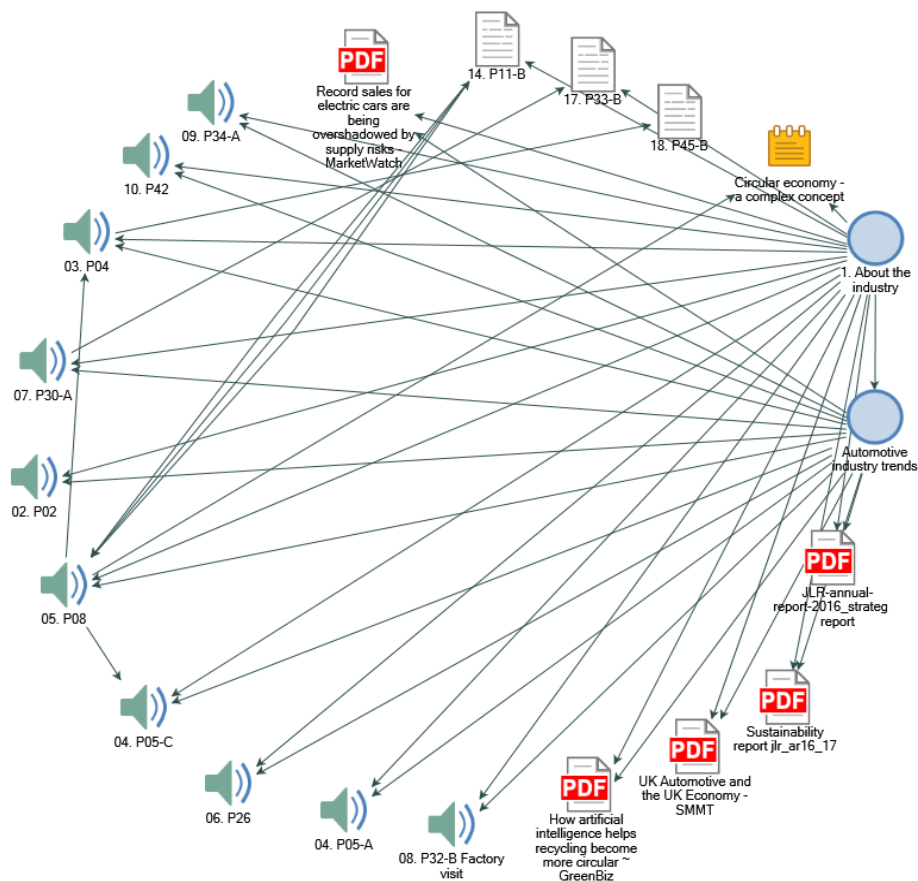 PDF
Record sales for
electric cars are
being
overshadowed by
supply risks -
MarketWatch
14. P11-B
17. P33-B
18. P45-B
Circular economy -
a complex concept
09. P34-A
10. P42
03. P04
1. About the
industry
07. P30-A
Automotive
industry trends
02. P02
05. P08
PDF
JLR-annual-
report-2016_strateg
report
04. P05-C
PDF
Sustainability
report jlr_ar16_17
PDF
UK Automotive and
the UK Economy -
SMMT
06. P26
04. P05-A
08. P32-B Factory
visit
PDF
How artificial
intelligence helps
recycling become
more circular ~
GreenBiz